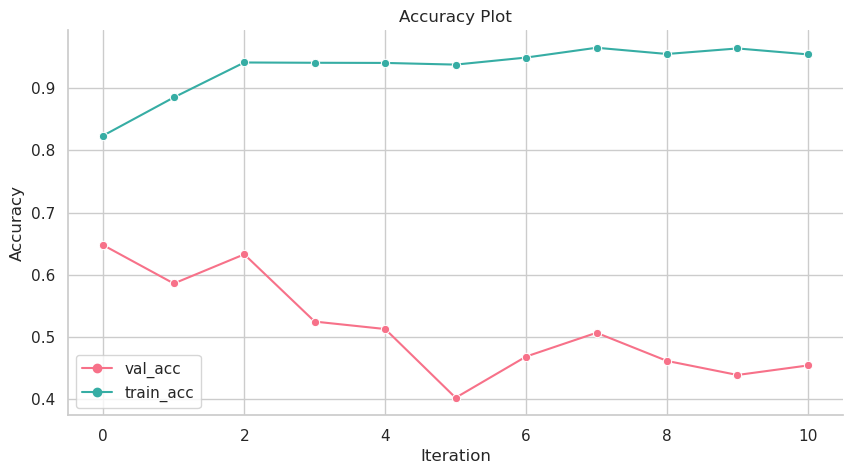 Accuracy Plot
Accuracy
0.9
0.8
0.7
0.6
0.5
0.4
val_acc
train_acc
0 2 4 6 8 10
Iteration